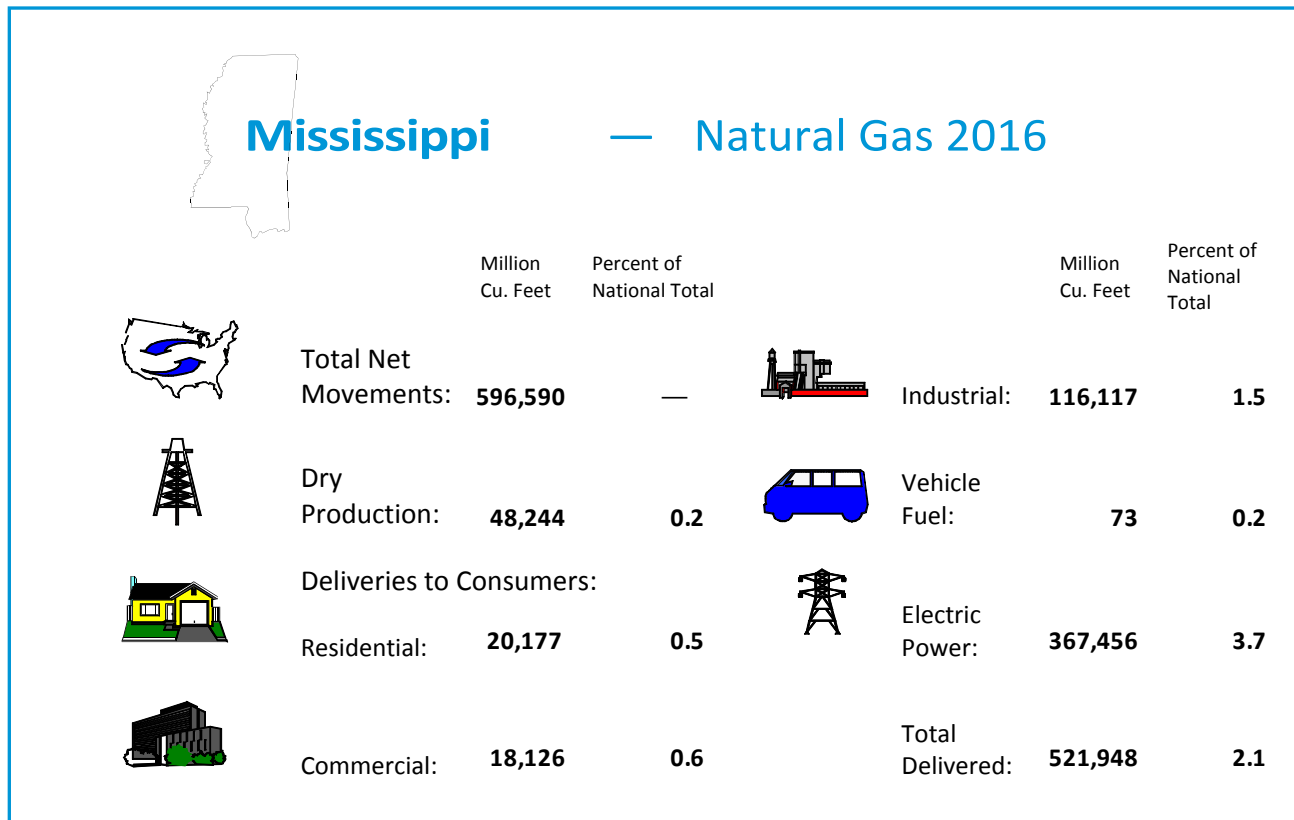 Mississippi — Natural Gas 2016
Million
Cu. Feet
Percent of
National Total
Million
Cu. Feet
Percent of
National
Total
Total Net
Movements: 596,590 —
Industrial: 116,117 1.5
Dry
Production: 48,244 0.2
Vehicle
Fuel: 73 0.2
Deliveries to Consumers:
Residential: 20,177 0.5
Electric
Power: 367,456 3.7
Commercial: 18,126 0.6
Total
Delivered: 521,948 2.1